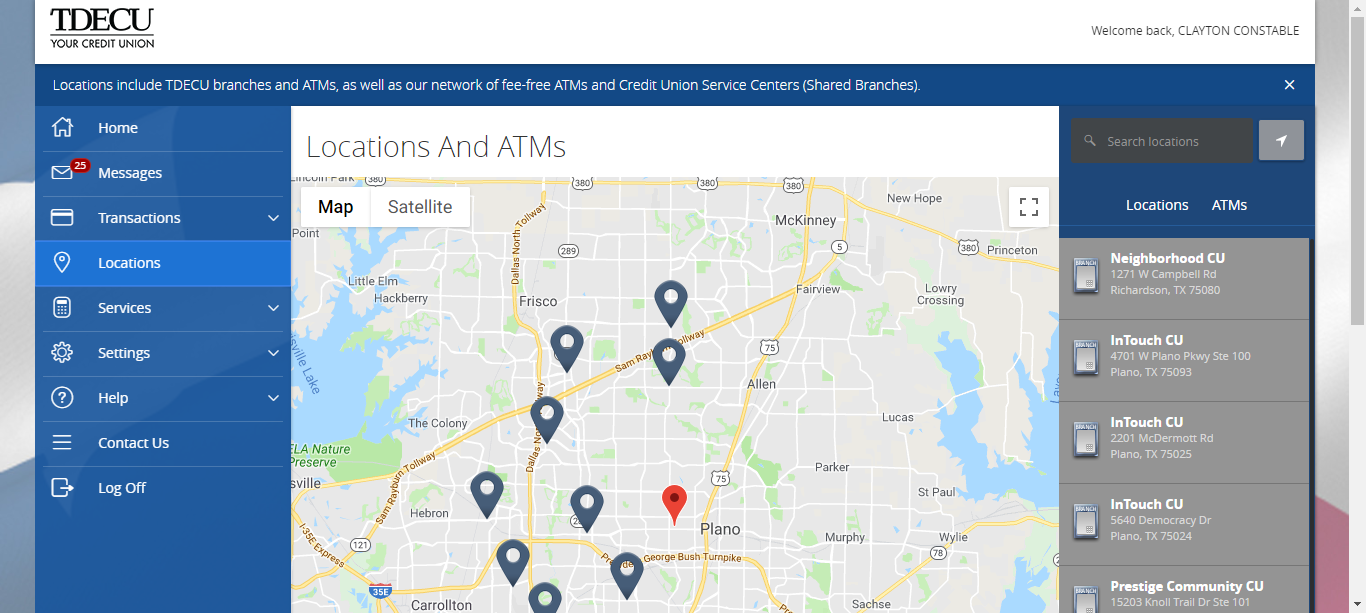 TDECU
YOUR CREDIT UNION
Welcome back, CLAYTON CONSTABLE
Locations include TDECU branches and ATMs, as well as our network of fee-free ATMs and Credit Union Service Centers (Shared Branches).
Home
25
Messages
Transactions
Locations
Services
Settings
Help
Contact Us
Log Off
Locations And ATMs
Map
Satellite
Lincoln Park
380
380
380
380
New Hope
McKinney
Point
Dallas North Tollway
289
5
380
Princeton
Little Elm
Hackberry
Frisco
Fairview
Lowry
Crossing
Sam Rayburn Tollway
75
Allen
The Colony
Lucas
ELA Nature
Preserve
Parker
75
St Paul
Sam Rayburn Tollway
Hebron
Plano
Murphy
Wylie
121
78
George Bush Turnpike
I-35E Express
35E
Carrollton
Sachse
Search locations
Locations
ATMs
BRANCH
Neighborhood CU
1271 W Campbell Rd
Richardson, TX 75080
BRANCH
InTouch CU
4701 W Plano Pkwy Ste 100
Plano, TX 75093
BRANCH
InTouch CU
2201 McDermott Rd
Plano, TX 75025
BRANCH
InTouch CU
5640 Democracy Dr
Plano, TX 75024
BRANCH
Prestige Community CU
15203 Knoll Trail Dr Ste 101